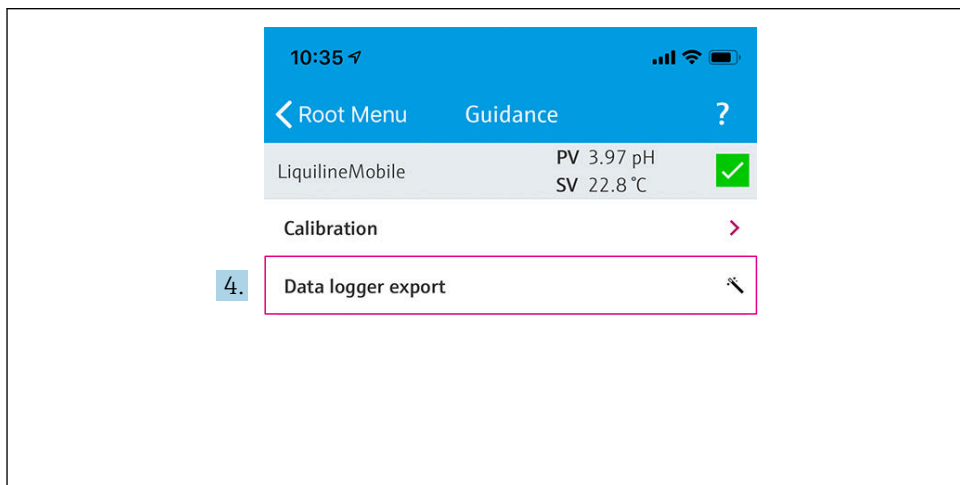 10:35
Root Menu Guidance ?
LiquilineMobile PV 3.97 pH
SV 22.8 °C
Calibration
4. Data logger export